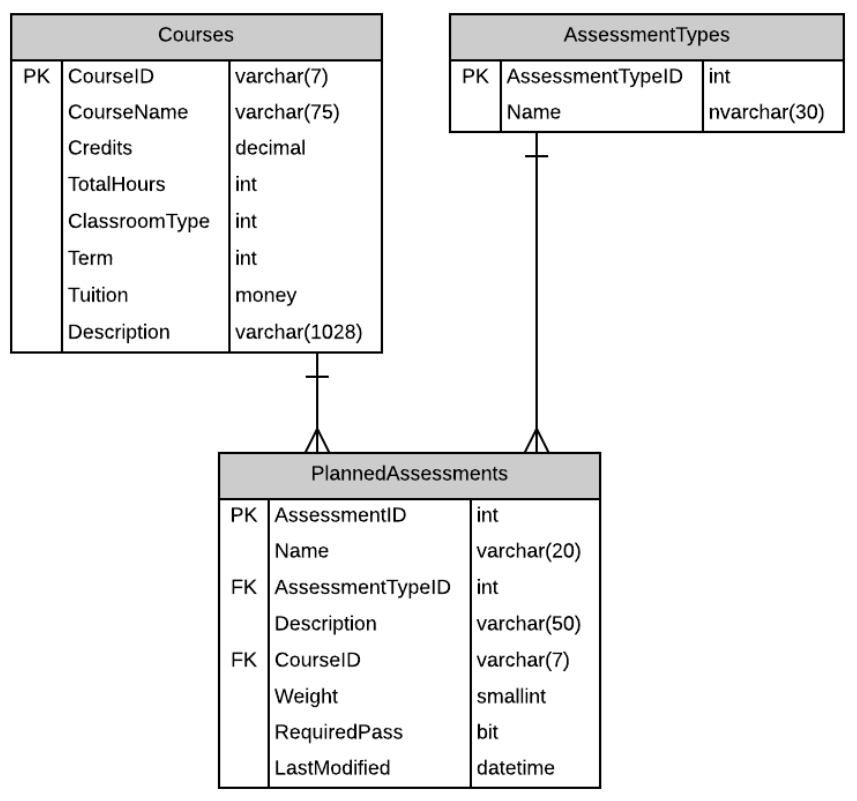 Courses
PK CourseID varchar(7)
CourseName varchar(75)
Credits decimal
TotalHours int
ClassroomType int
Term int
Tuition money
Description varchar(1028)
AssessmentTypes
PK AssessmentTypeID int
Name nvarchar(30)
PlannedAssessments
PK AssessmentID int
Name varchar(20)
FK AssessmentTypeID int
Description varchar(50)
FK CourseID varchar(7)
Weight smallint
RequiredPass bit
LastModified datetime